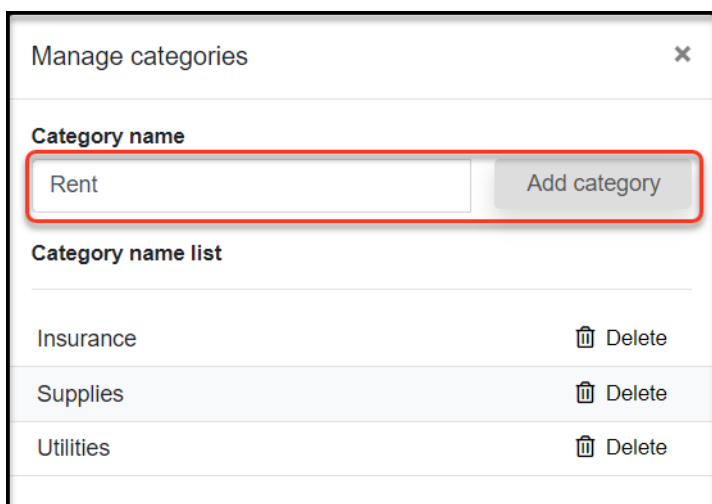 Manage categories ×
Category name
Rent Add category
Category name list
Insurance Delete
Supplies Delete
Utilities Delete